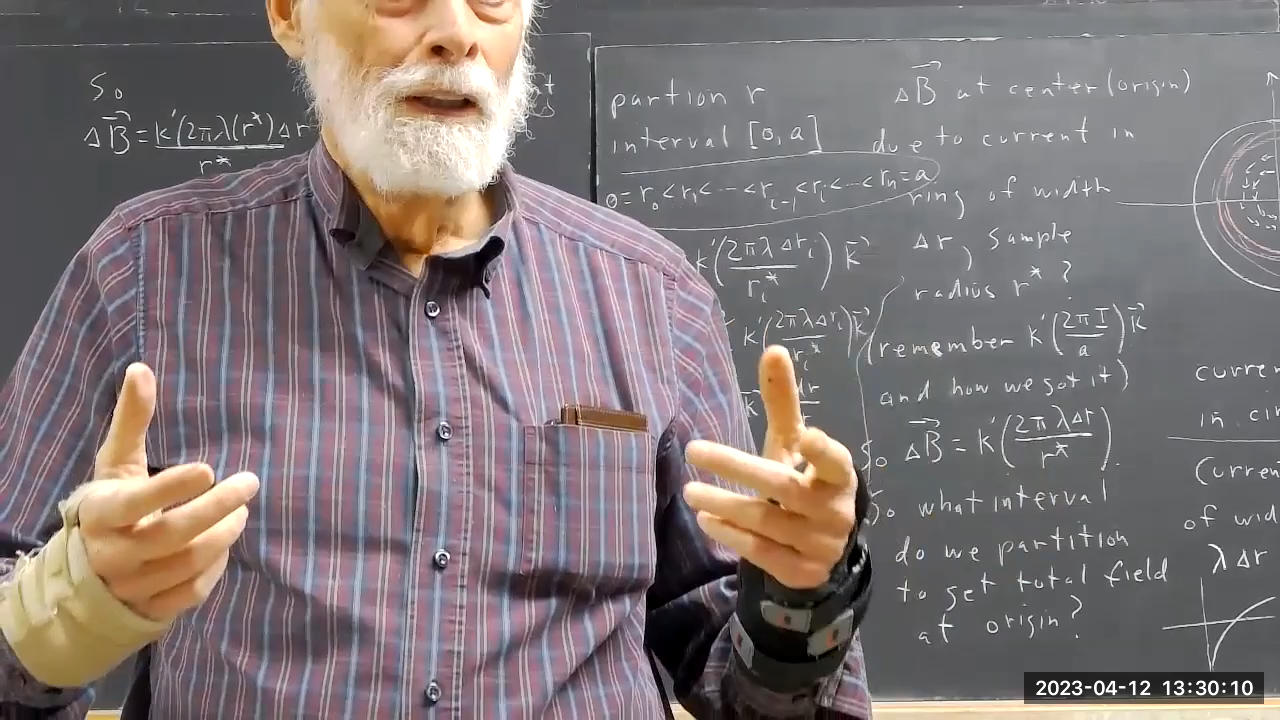 So
ΔB⃗ = k'(2πλ(r*)Δr
r*
partion r
interval [0,a]
0=r₀<r₁<--<rᵢ₋₁<rᵢ<--<rₙ=a
k'(2πλΔrᵢ/rᵢ*)k⃗
k'(2πλΔrᵢ/rᵢ*)k⃗
ΔB⃗ at center (origin)
due to current in
ring of width
Δr, sample
radius r*?
(remember k'(2πI/a)k⃗
and how we got it)
So ΔB⃗ = k'(2πλΔr/r*).
So what interval
do we partition
to get total field
at origin?
in
of
λΔr
2023-04-12 13:30:10